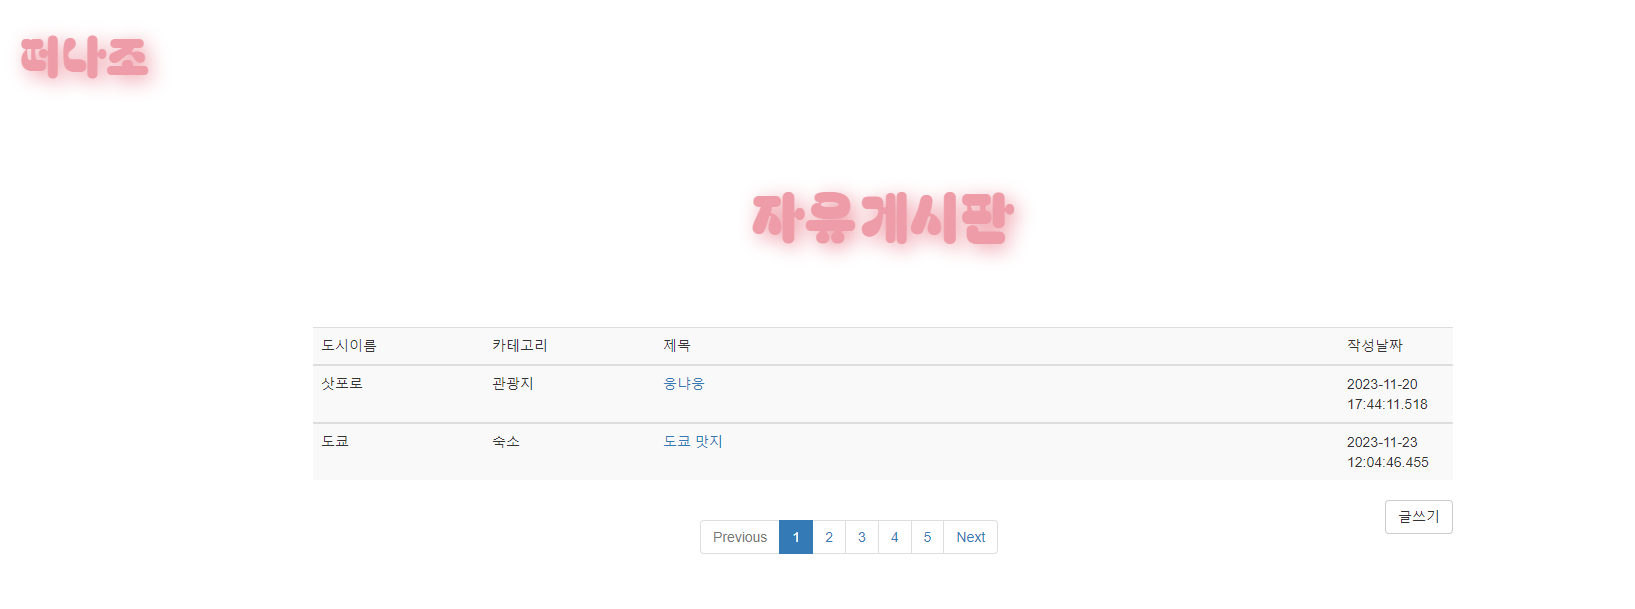 떠나조
자유게시판
도시이름 카테고리 제목 작성날짜
삿포로 관광지 웅냐웅 2023-11-20
17:44:11.518
도쿄 숙소 도쿄 맛지 2023-11-23
12:04:46.455
글쓰기
Previous 1 2 3 4 5 Next